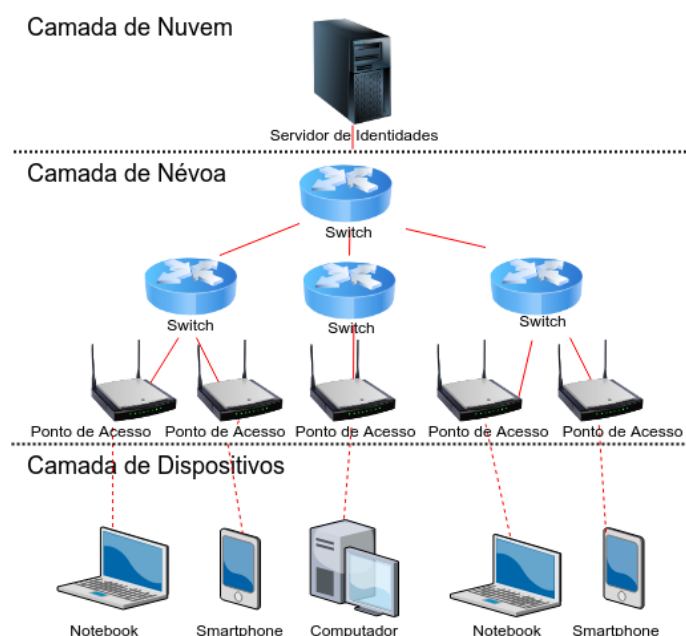 Camada de Nuvem
Servidor de Identidades
Camada de Névoa
Switch
Switch
Switch
Switch
Ponto de Acesso
Ponto de Acesso
Ponto de Acesso
Ponto de Acesso
Ponto de Acesso
Camada de Dispositivos
Notebook
Smartphone
Computador
Notebook
Smartphone